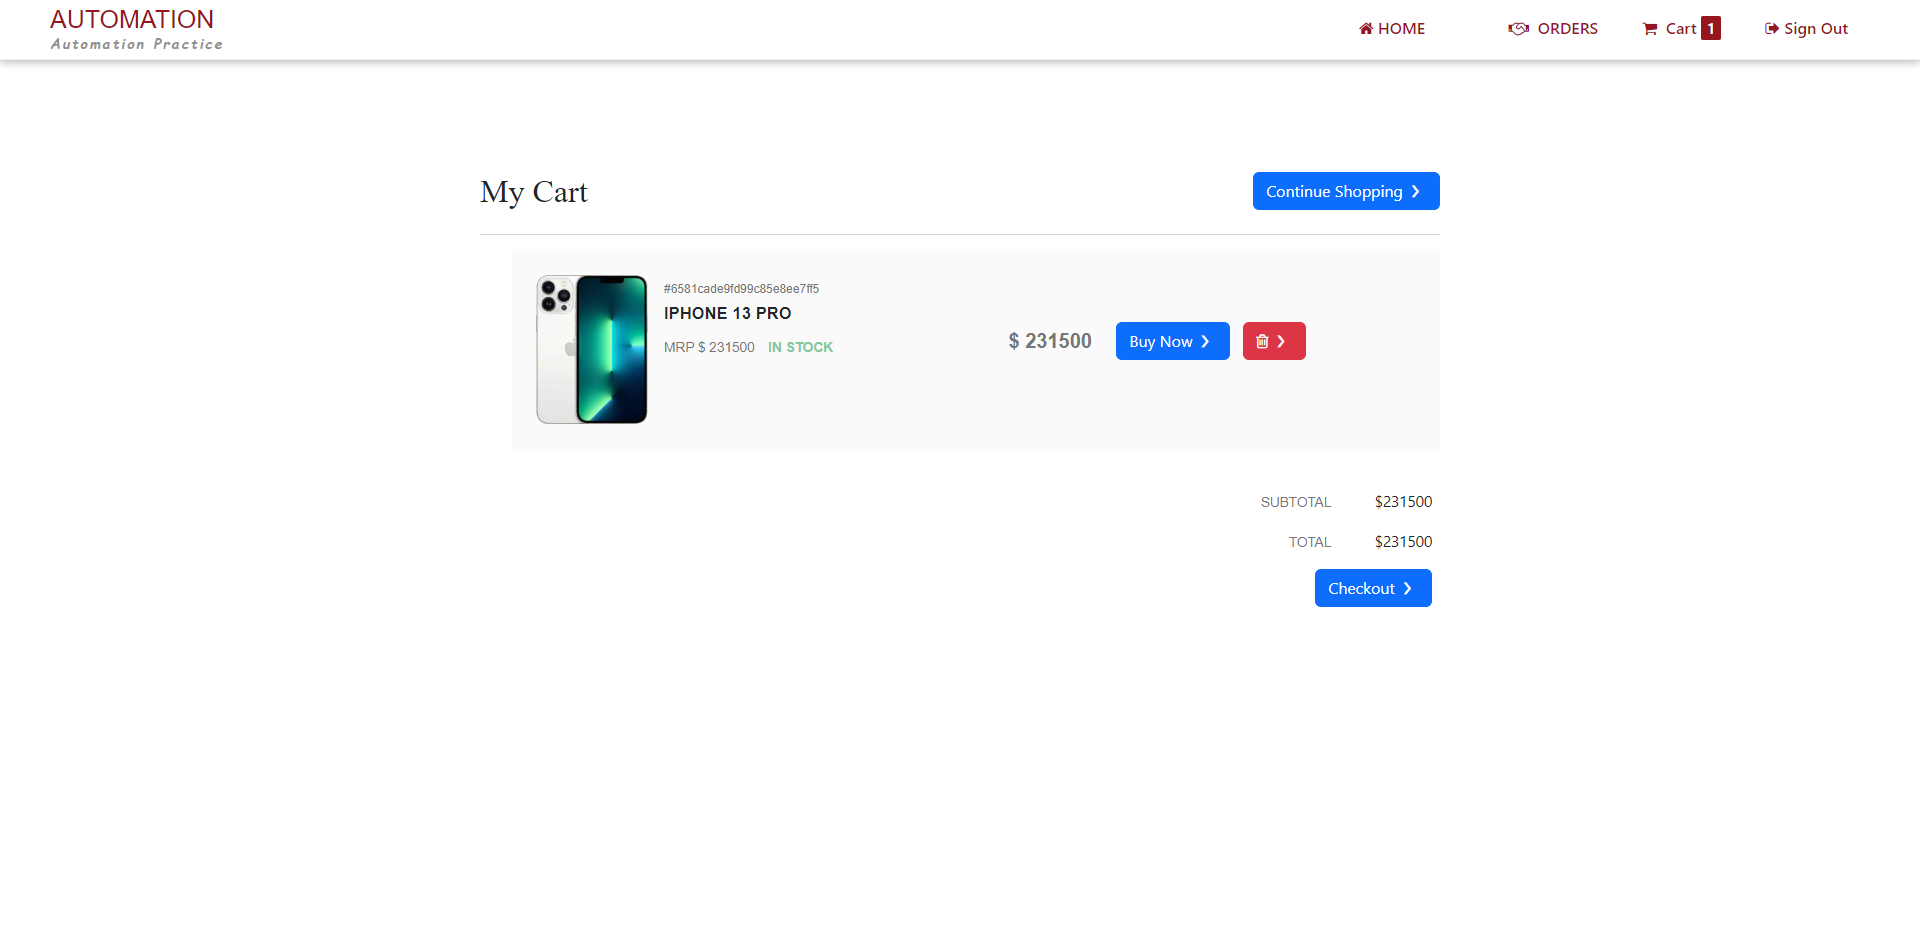 AUTOMATION
Automation Practice
HOME
ORDERS
Cart 1
Sign Out
My Cart
Continue Shopping
#6581cade9fd99c85e8ee7ff5
IPHONE 13 PRO
MRP $ 231500 IN STOCK
$ 231500
Buy Now
SUBTOTAL $231500
TOTAL $231500
Checkout